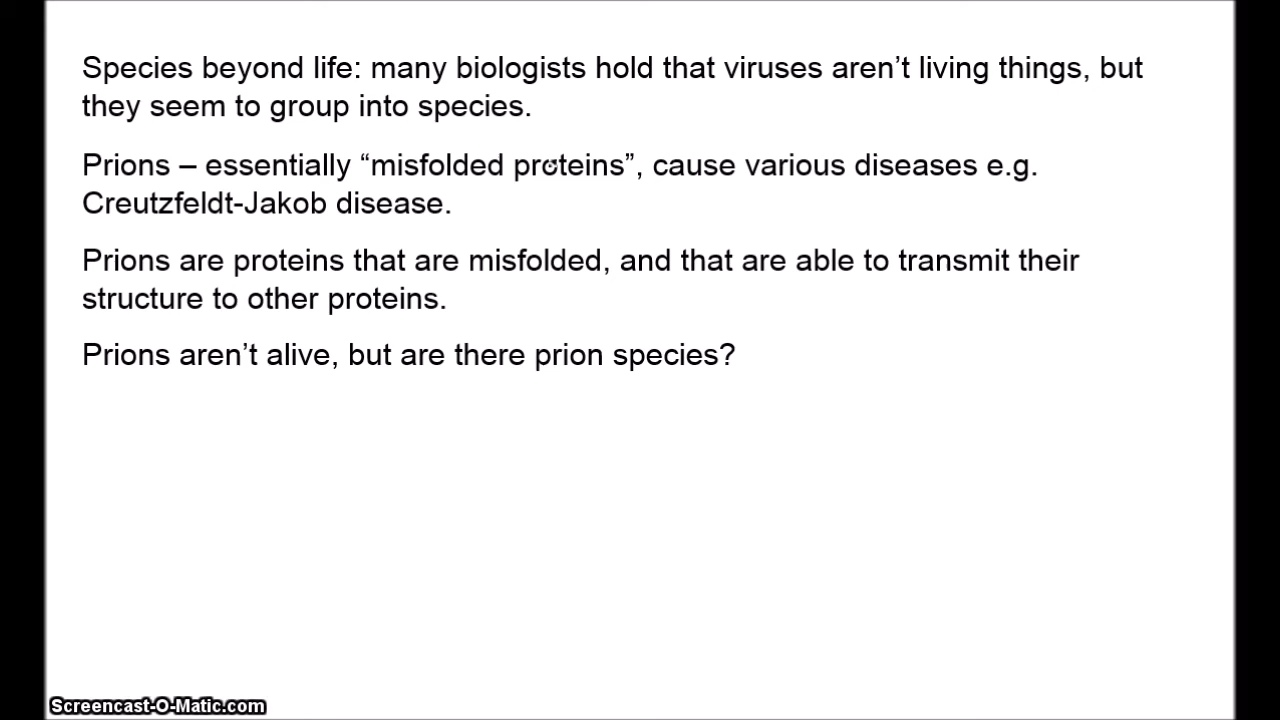 Species beyond life: many biologists hold that viruses aren’t living things, but
they seem to group into species.
Prions – essentially “misfolded proteins”, cause various diseases e.g.
Creutzfeldt-Jakob disease.
Prions are proteins that are misfolded, and that are able to transmit their
structure to other proteins.
Prions aren’t alive, but are there prion species?
Screencast-O-Matic.com